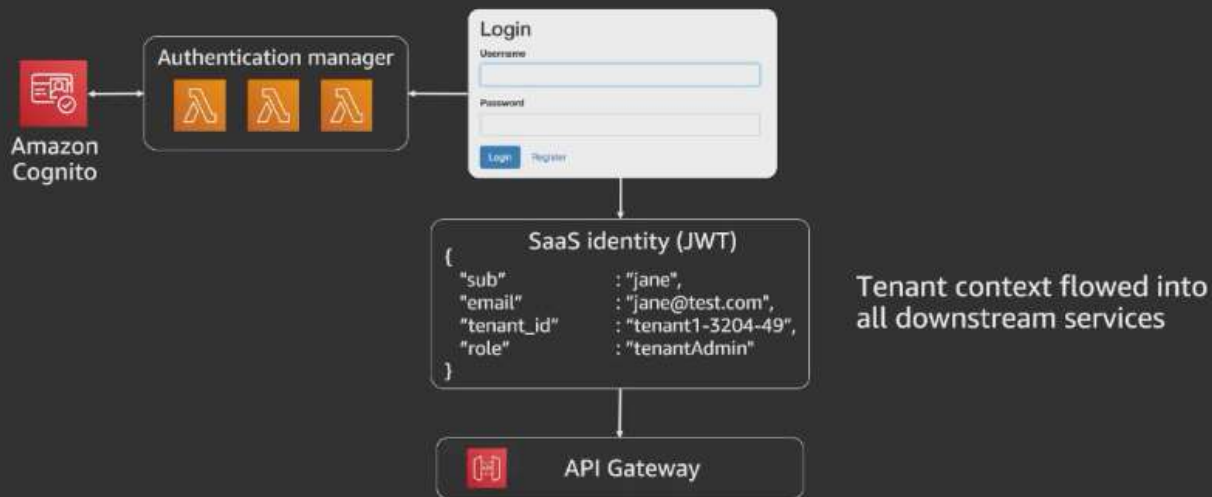 Login
Username
Password
Login Register
Authentication manager
Amazon
Cognito
SaaS identity (JWT)
{
"sub" : "jane",
"email" : "jane@test.com",
"tenant_id" : "tenant1-3204-49",
"role" : "tenantAdmin"
}
Tenant context flowed into
all downstream services
API Gateway